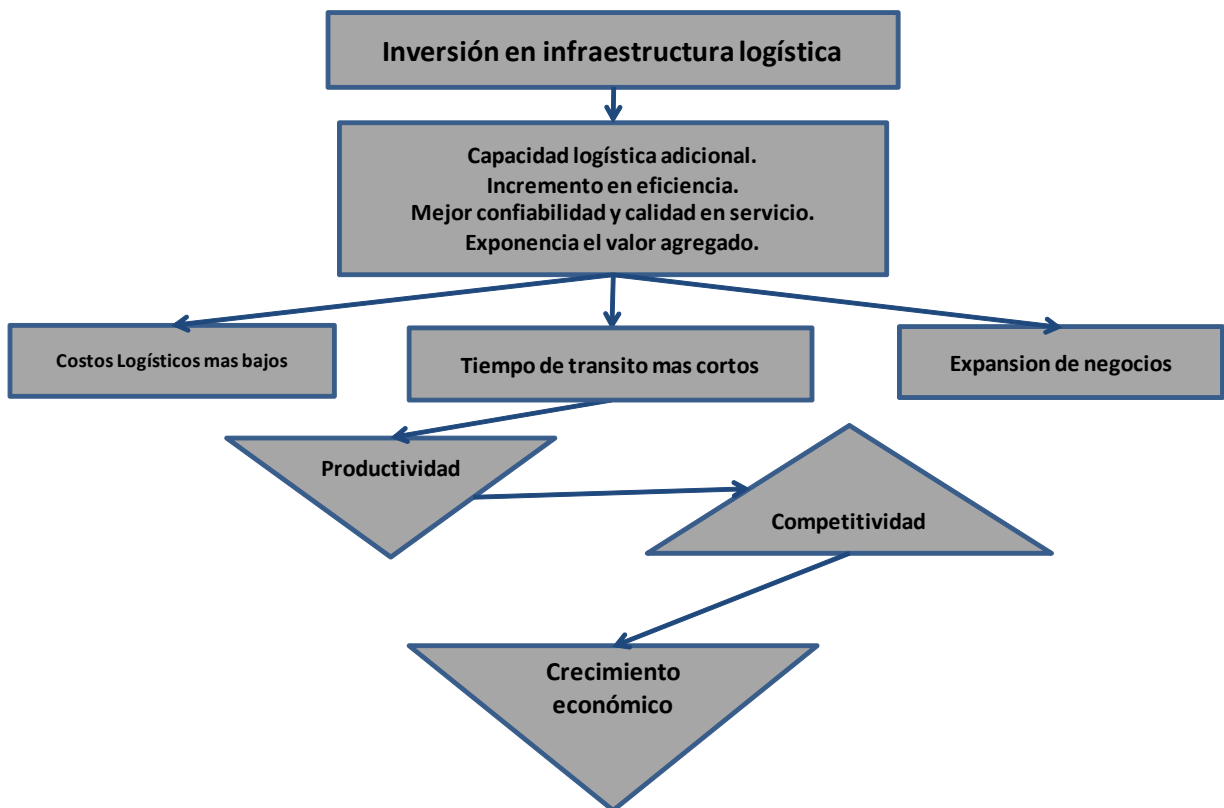 Inversión en infraestructura logística
Capacidad logística adicional.
Incremento en eficiencia.
Mejor confiabilidad y calidad en servicio.
Exponencia el valor agregado.
Costos Logísticos mas bajos
Tiempo de transito mas cortos
Expansion de negocios
Productividad
Competitividad
Crecimiento
económico